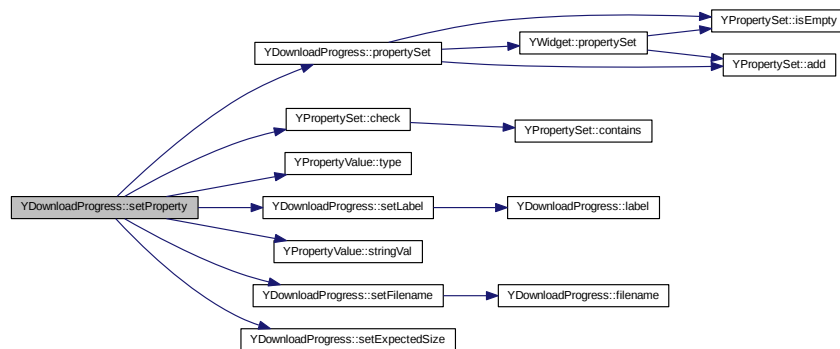 YPropertySet::isEmpty
YDownloadProgress::propertySet
YWidget::propertySet
YPropertySet::add
YPropertySet::check
YPropertySet::contains
YPropertyValue::type
YDownloadProgress::setProperty
YDownloadProgress::setLabel
YDownloadProgress::label
YPropertyValue::stringVal
YDownloadProgress::setFilename
YDownloadProgress::filename
YDownloadProgress::setExpectedSize